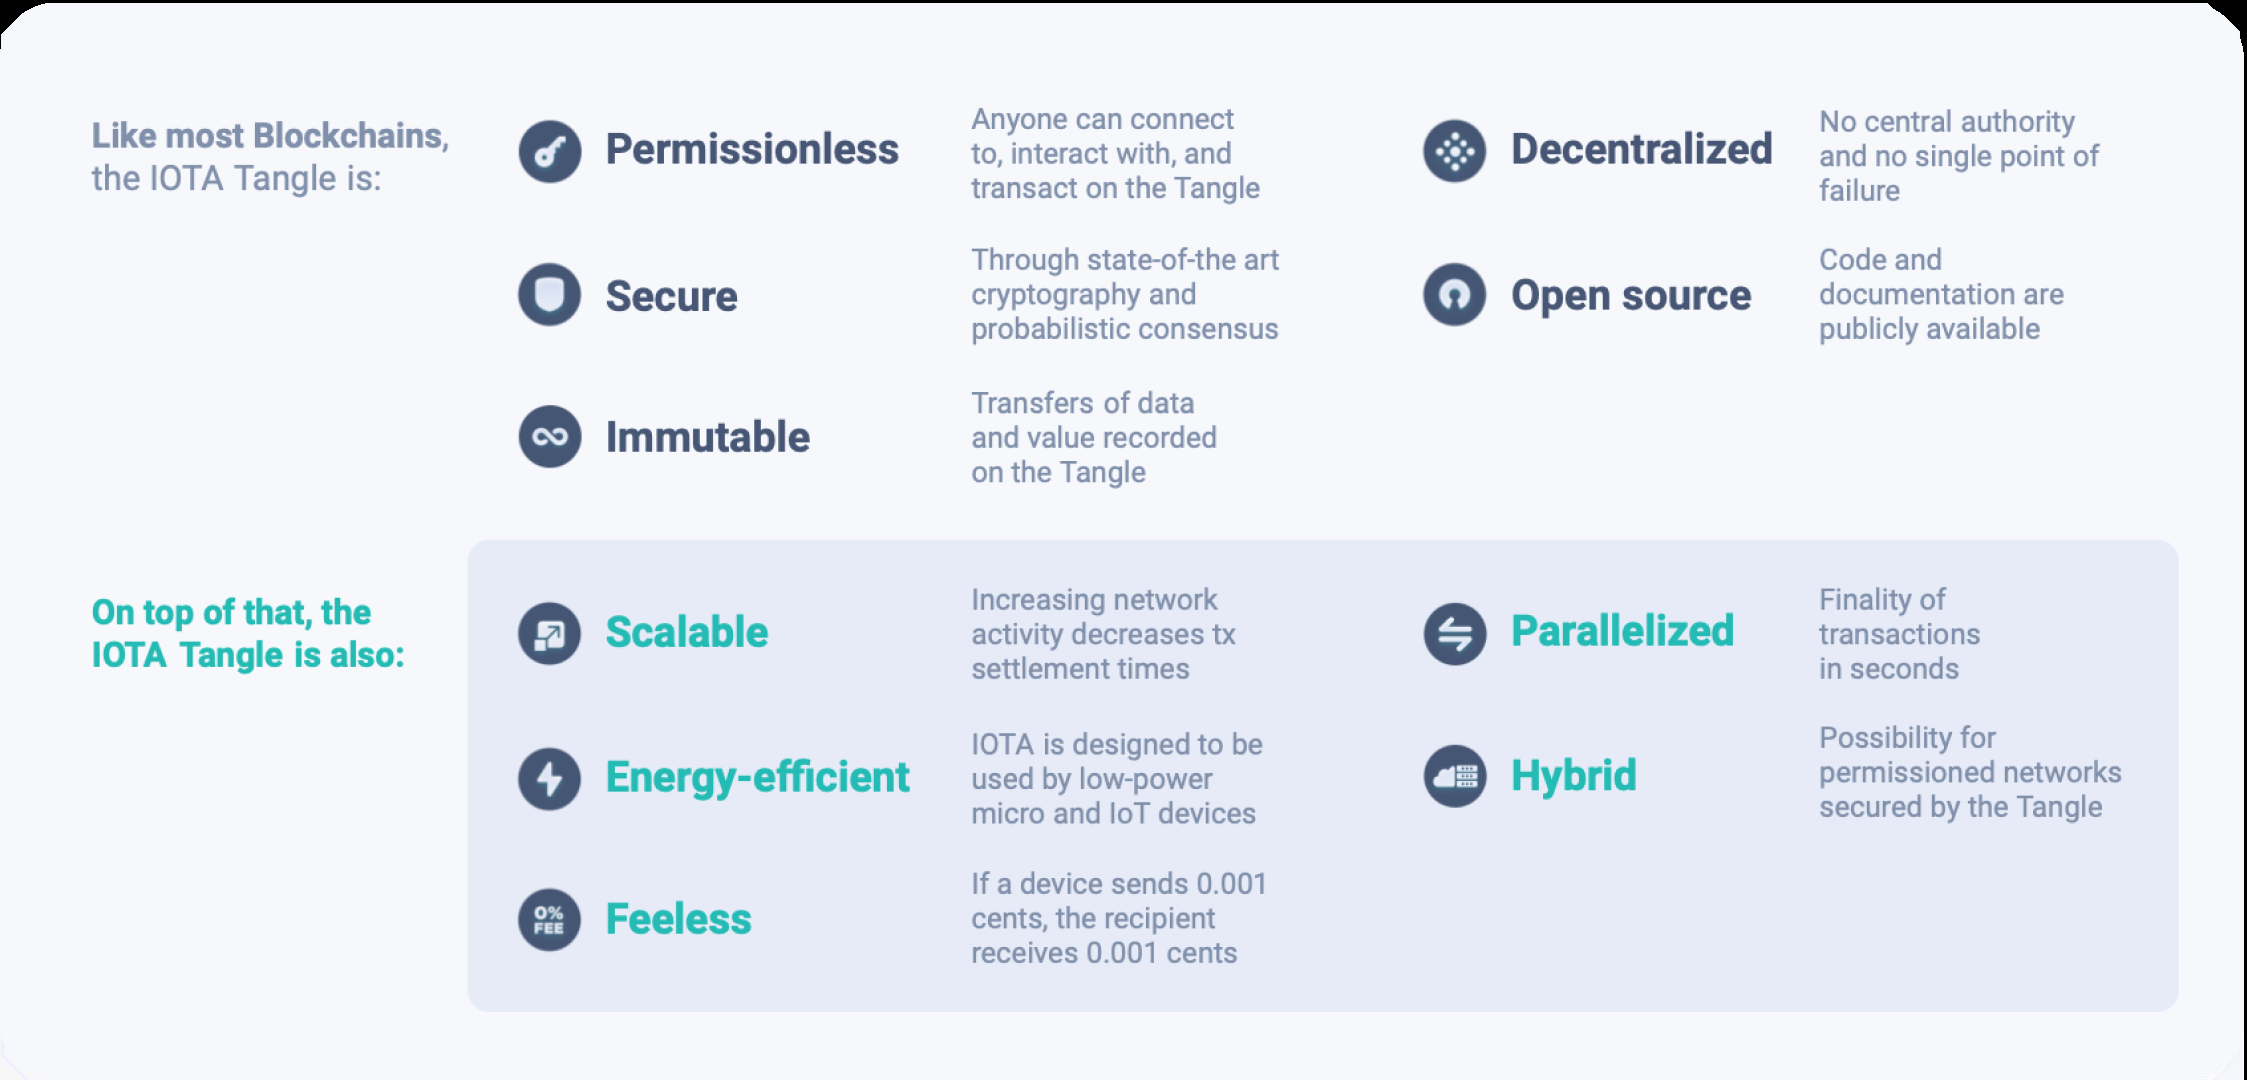 Like most Blockchains,
the IOTA Tangle is:
Permissionless
Anyone can connect
to, interact with, and
transact on the Tangle
Decentralized
No central authority
and no single point of
failure
Secure
Through state-of-the art
cryptography and
probabilistic consensus
Open source
Code and
documentation are
publicly available
Immutable
Transfers of data
and value recorded
on the Tangle
On top of that, the
IOTA Tangle is also:
Scalable
Increasing network
activity decreases tx
settlement times
Parallelized
Finality of
transactions
in seconds
Energy-efficient
IOTA is designed to be
used by low-power
micro and IoT devices
Hybrid
Possibility for
permissioned networks
secured by the Tangle
0%
FEE
Feeless
If a device sends 0.001
cents, the recipient
receives 0.001 cents